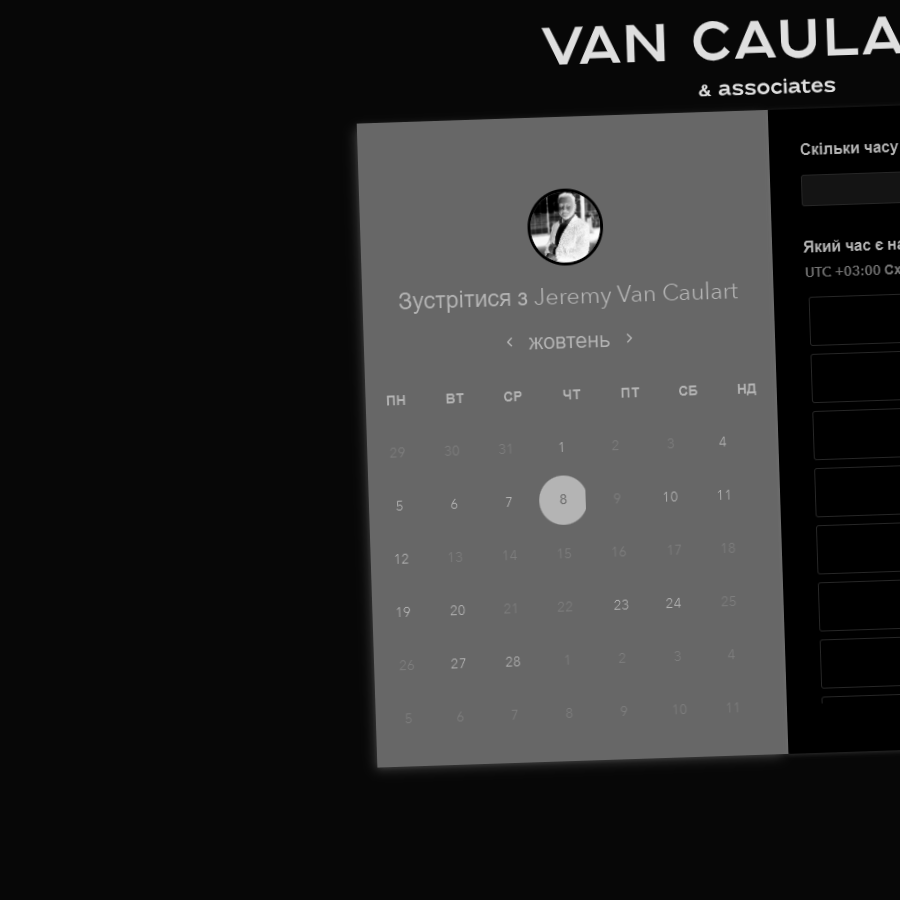 VAN CAULA
& associates
Скільки часу
Зустрітися з Jeremy Van Caulart
Який час є на
UTC +03:00 Сх
‹ жовтень ›
ПН ВТ СР ЧТ ПТ СБ НД
29 30 31 1 2 3 4
5 6 7 8 9 10 11
12 13 14 15 16 17 18
19 20 21 22 23 24 25
26 27 28 1 2 3 4
5 6 7 8 9 10 11